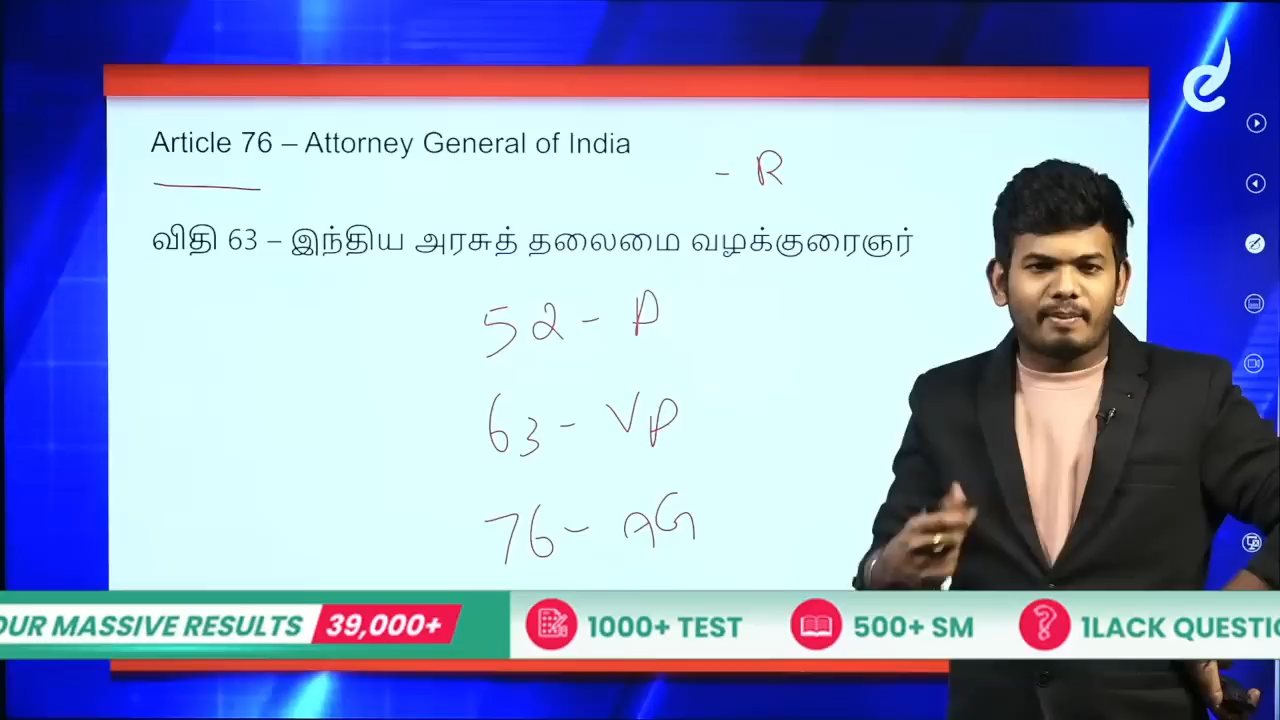 Article 76 – Attorney General of India
- R
விதி 63 – இந்திய அரசுத் தலைமை வழக்குரைஞர்
52 - P
63 - VP
76 - AG
OUR MASSIVE RESULTS 39,000+ 1000+ TEST 500+ SM 1LACK QUESTIO